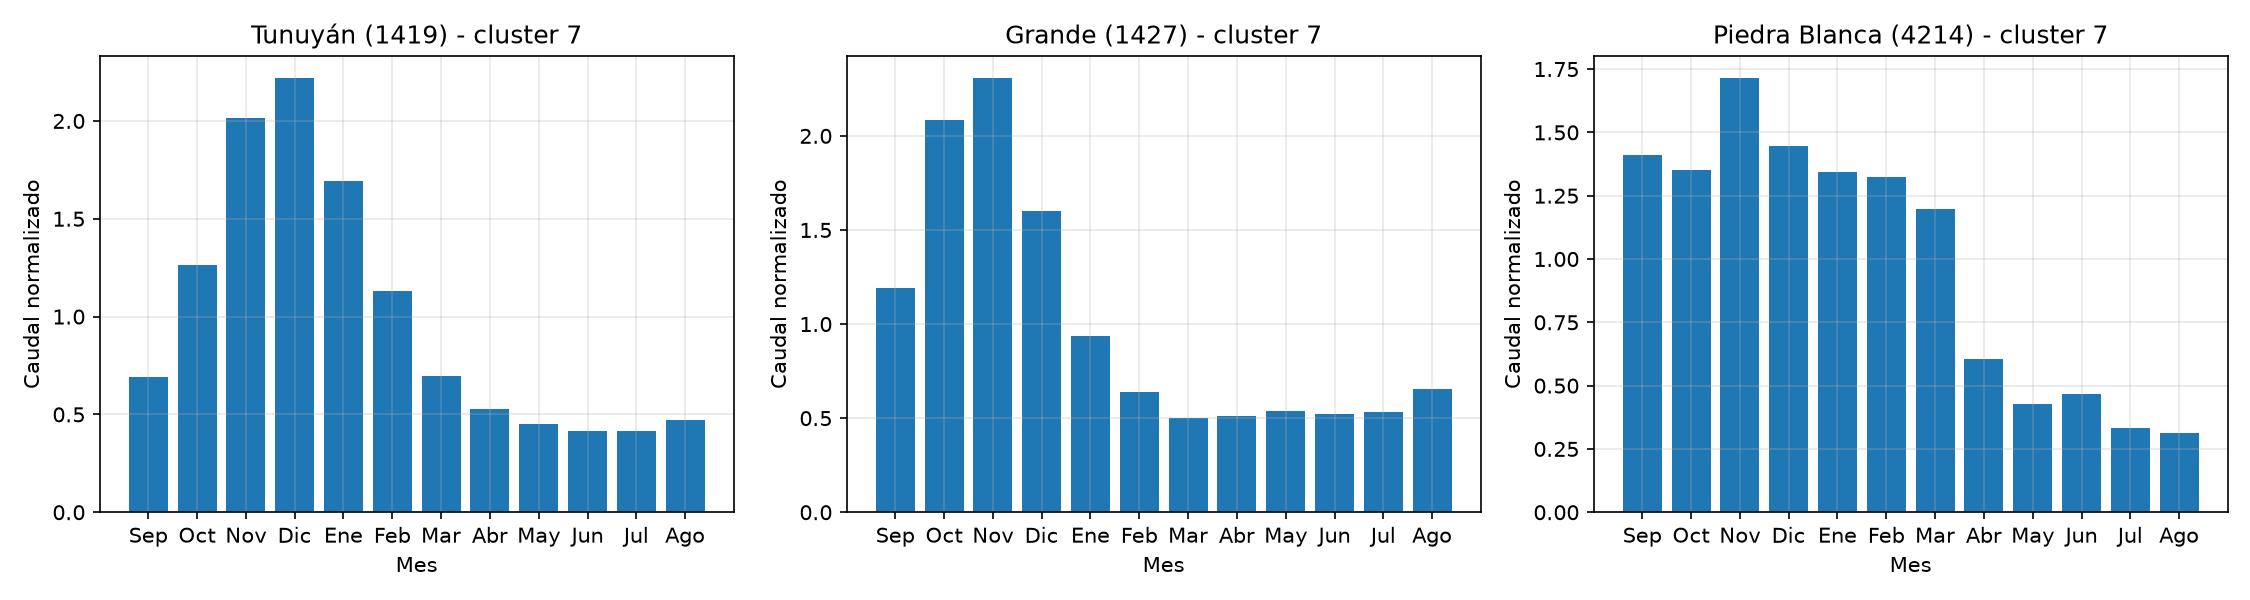 Tunuyán (1419) - cluster 7
Caudal normalizado
2.0
1.5
1.0
0.5
0.0
Sep Oct Nov Dic Ene Feb Mar Abr May Jun Jul Ago
Mes
Grande (1427) - cluster 7
Caudal normalizado
2.0
1.5
1.0
0.5
0.0
Sep Oct Nov Dic Ene Feb Mar Abr May Jun Jul Ago
Mes
Piedra Blanca (4214) - cluster 7
Caudal normalizado
1.75
1.50
1.25
1.00
0.75
0.50
0.25
0.00
Sep Oct Nov Dic Ene Feb Mar Abr May Jun Jul Ago
Mes